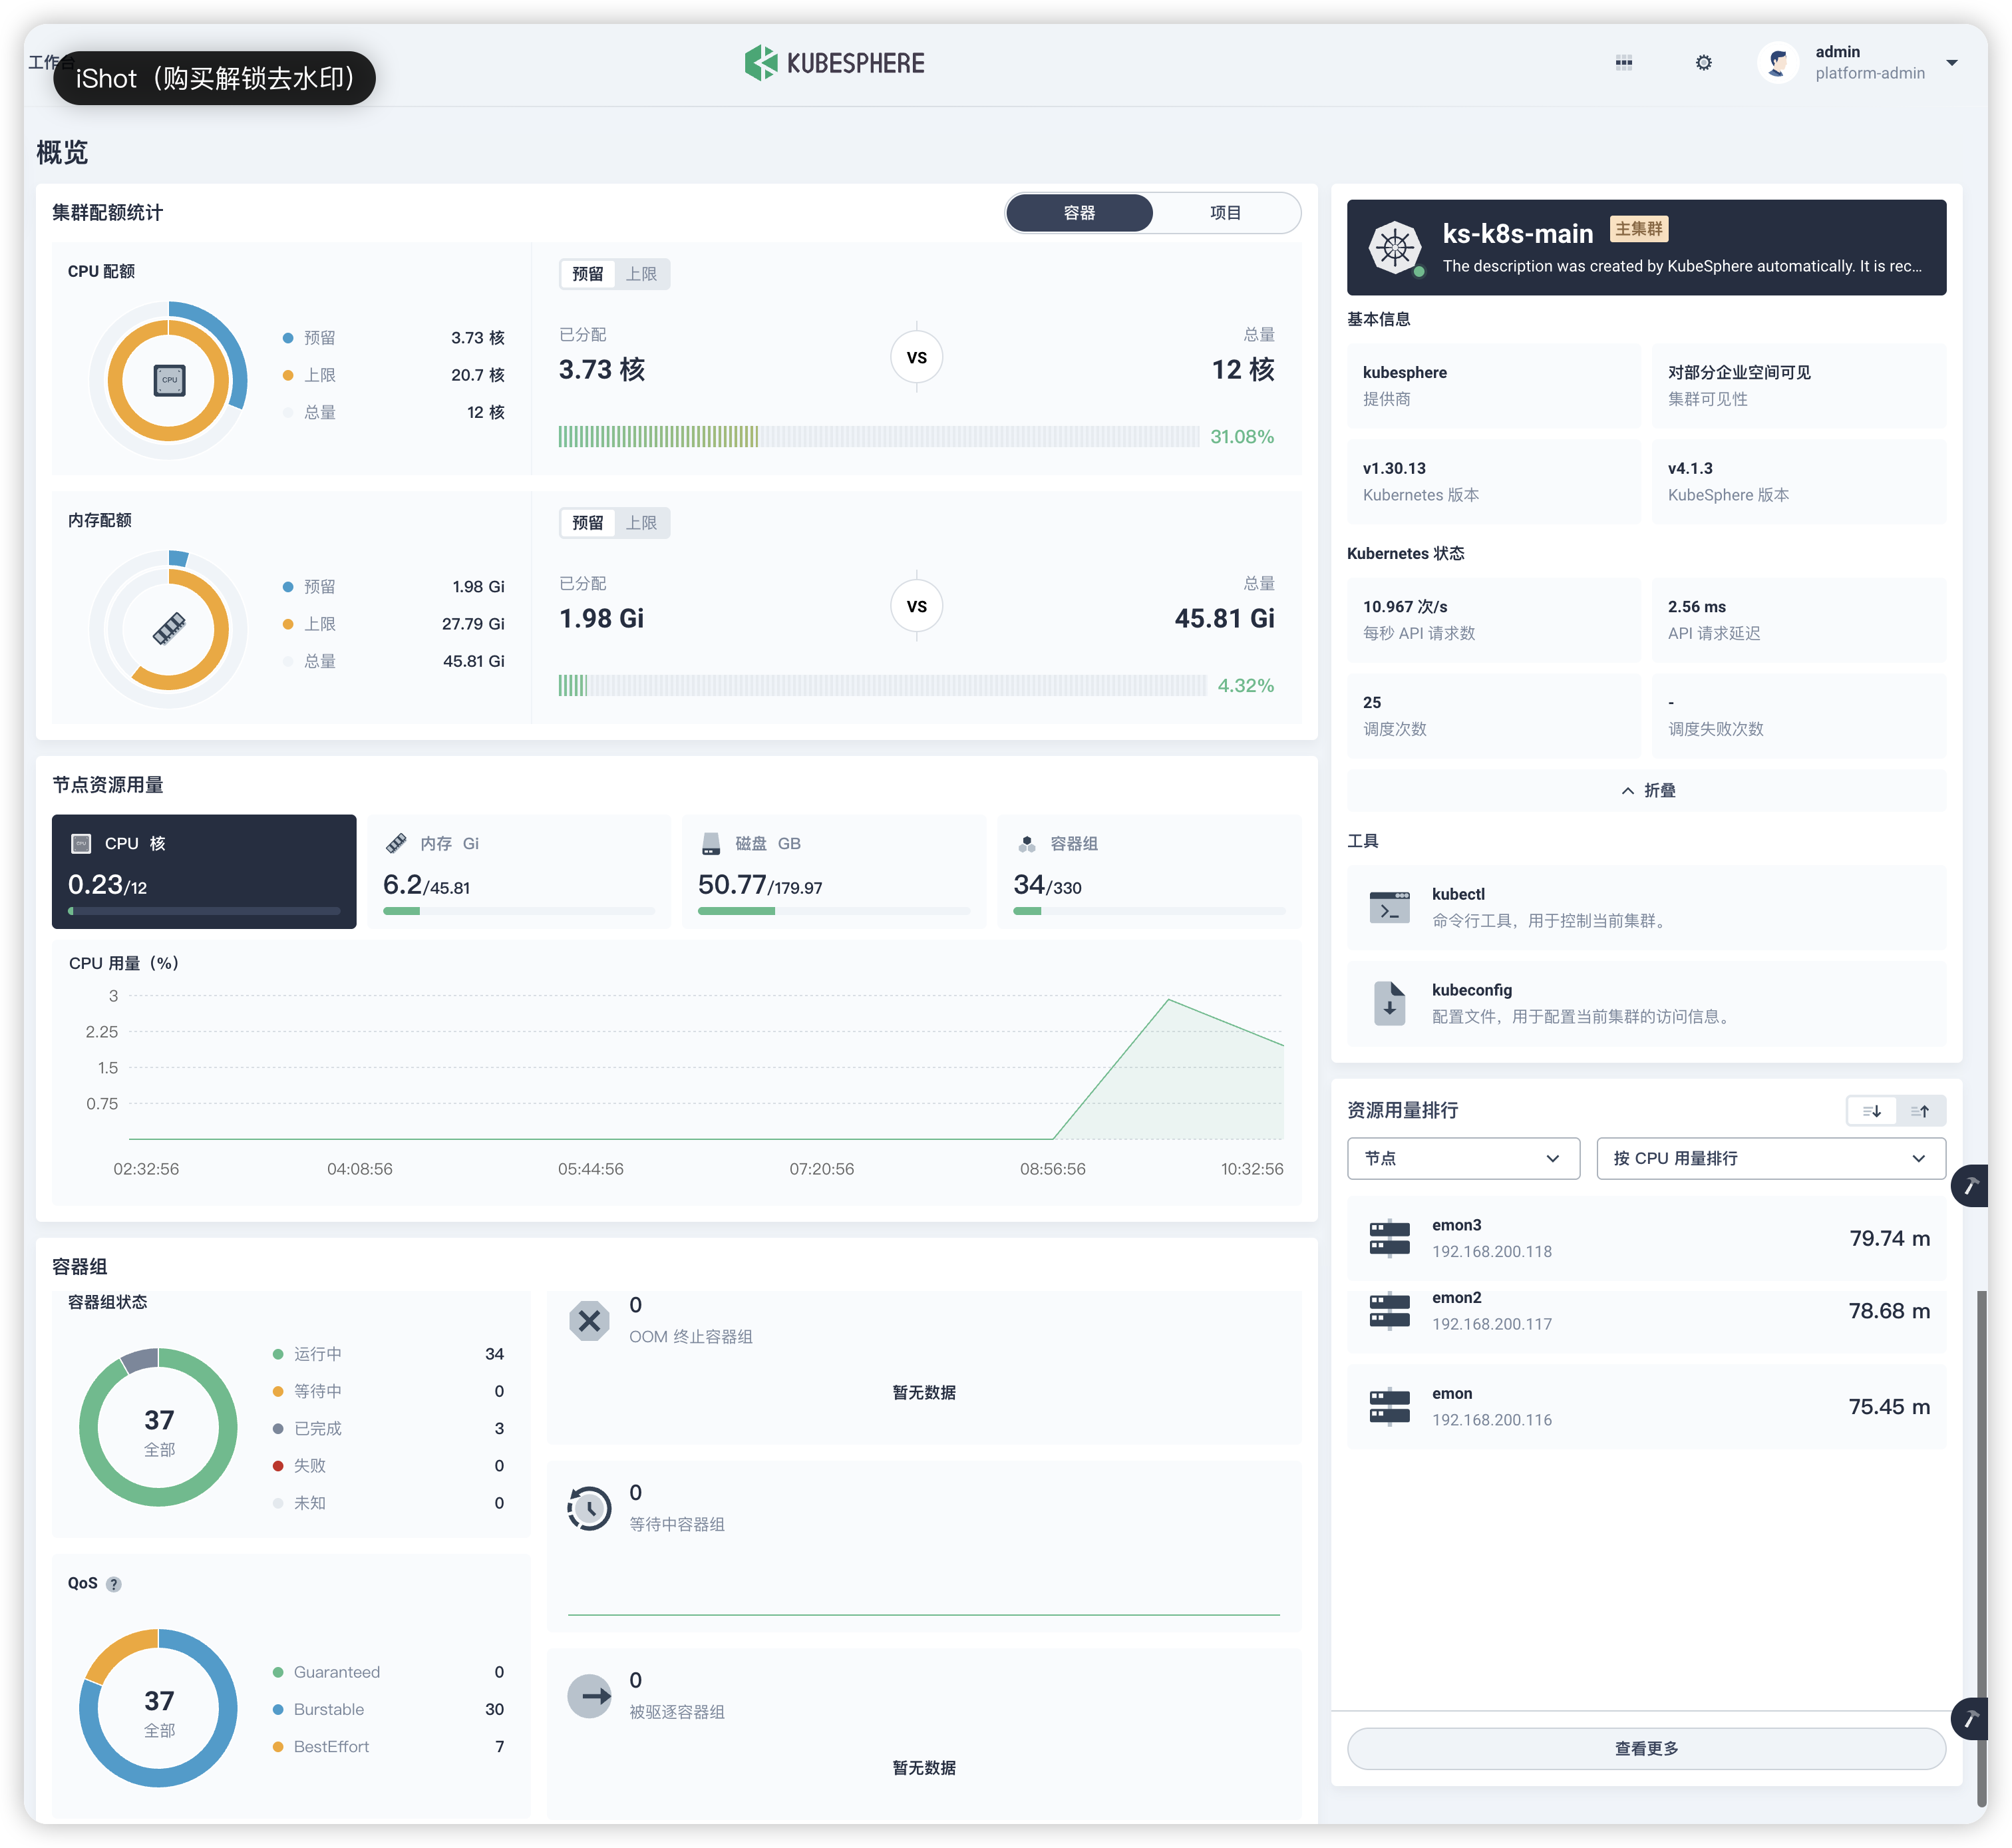 工作台
iShot（购买解锁去水印）
KUBESPHERE
admin
platform-admin
概览
集群配额统计
容器
项目
CPU 配额
CPU
预留 3.73 核
上限 20.7 核
总量 12 核
预留 上限
已分配
3.73 核
VS
总量
12 核
31.08%
内存配额
预留 1.98 Gi
上限 27.79 Gi
总量 45.81 Gi
预留 上限
已分配
1.98 Gi
VS
总量
45.81 Gi
4.32%
节点资源用量
CPU 核
0.23/12
内存 Gi
6.2/45.81
磁盘 GB
50.77/179.97
容器组
34/330
CPU 用量（%）
3
2.25
1.5
0.75
02:32:56 04:08:56 05:44:56 07:20:56 08:56:56 10:32:56
容器组
容器组状态
37
全部
运行中 34
等待中 0
已完成 3
失败 0
未知 0
QoS ?
37
全部
Guaranteed 0
Burstable 30
BestEffort 7
0
OOM 终止容器组
暂无数据
0
等待中容器组
0
被驱逐容器组
暂无数据
ks-k8s-main 主集群
The description was created by KubeSphere automatically. It is rec...
基本信息
kubesphere
提供商
对部分企业空间可见
集群可见性
v1.30.13
Kubernetes 版本
v4.1.3
KubeSphere 版本
Kubernetes 状态
10.967 次/s
每秒 API 请求数
2.56 ms
API 请求延迟
25
调度次数
-
调度失败次数
折叠
工具
kubectl
命令行工具，用于控制当前集群。
kubeconfig
配置文件，用于配置当前集群的访问信息。
资源用量排行
节点
按 CPU 用量排行
emon3
192.168.200.118
79.74 m
emon2
192.168.200.117
78.68 m
emon
192.168.200.116
75.45 m
查看更多